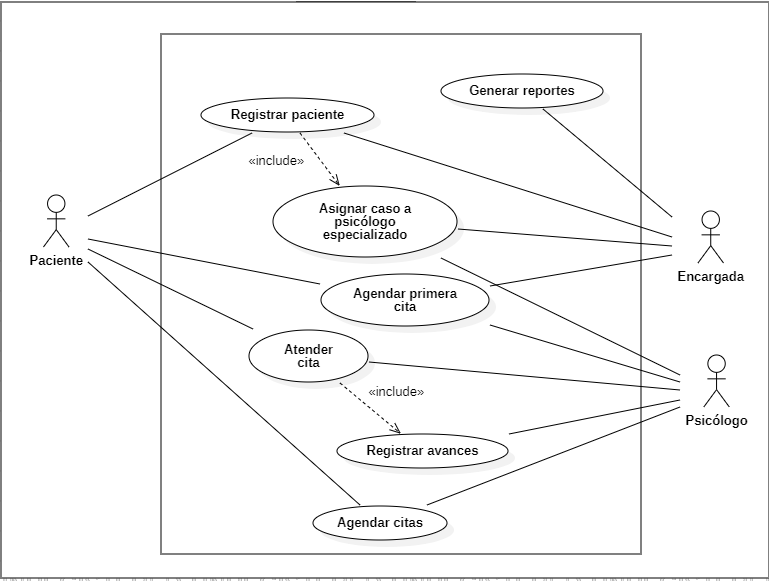 Generar reportes
Registrar paciente
«include»
Asignar caso a
psicólogo
especializado
Paciente
Encargada
Agendar primera
cita
Atender
cita
«include»
Psicólogo
Registrar avances
Agendar citas